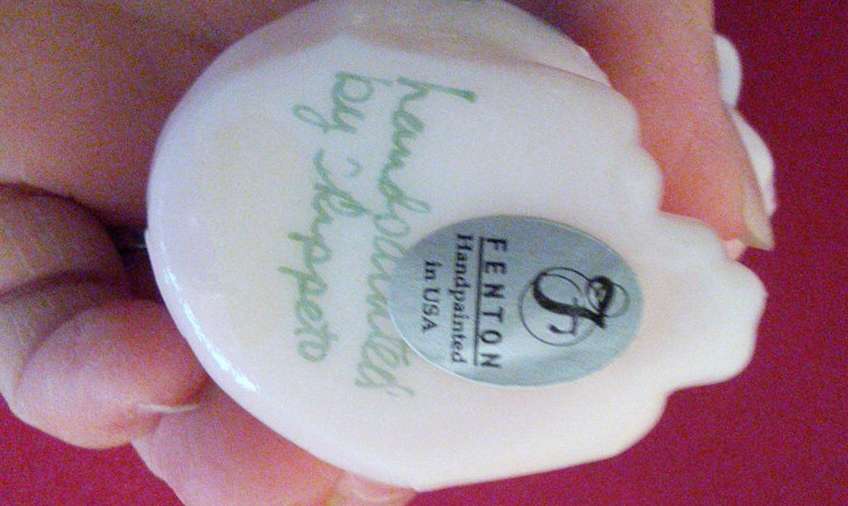 handpainted
by
F
FENTON
Handpainted
in USA